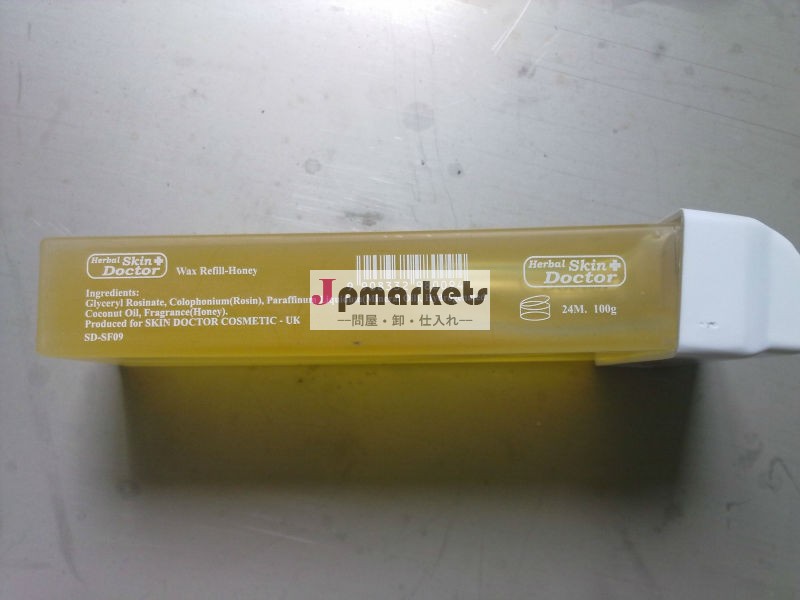 Herbal Skin
Doctor
Wax Refill-Honey
Ingredients:
Glyceryl Rosinate, Colophonium(Rosin), Paraffinum
Coconut Oil, Fragrance(Honey).
Produced for SKIN DOCTOR COSMETIC - UK
SD-SF09
Jpmarkets
―問屋・卸・仕入れ―
Herbal Skin
Doctor
24M. 100g